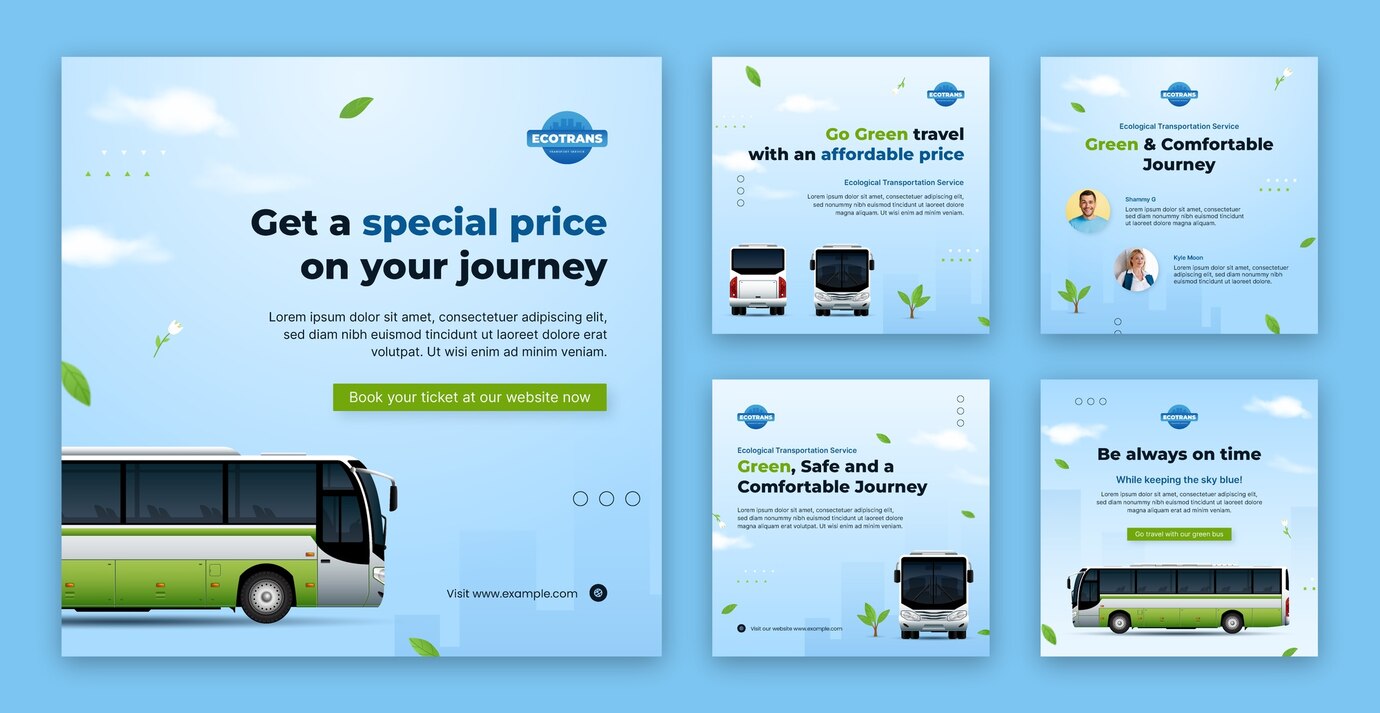 ECOTRANS
TRANSPORT SERVICE
Get a special price
on your journey
Lorem ipsum dolor sit amet, consectetuer adipiscing elit,
sed diam nibh euismod tincidunt ut laoreet dolore erat
volutpat. Ut wisi enim ad minim veniam.
Book your ticket at our website now
Visit www.example.com
ECOTRANS
Go Green travel
with an affordable price
Ecological Transportation Service
Lorem ipsum dolor sit amet, consectetuer adipiscing elit,
sed diam nonummy nibh euismod tincidunt ut laoreet dolore
magna aliquam. Ut wisi enim ad minim veniam.
ECOTRANS
Ecological Transportation Service
Green & Comfortable
Journey
Shammy G
Lorem ipsum dolor sit amet, consectetuer
sed diam nonummy nibh euismod tincidunt
ut laoreet dolore magna aliquam.
Kyle Moon
Lorem ipsum dolor sit amet, consectetuer
adipiscing elit, sed diam nonummy nibh
euismod tincidunt ut laoreet dolore.
ECOTRANS
Ecological Transportation Service
Green, Safe and a
Comfortable Journey
Lorem ipsum dolor sit amet, consectetuer adipiscing elit,
sed diam nonummy nibh euismod tincidunt ut laoreet dolore
magna aliquam erat volutpat. Ut wisi enim ad minim veniam.
Visit our website www.example.com
ECOTRANS
Be always on time
While keeping the sky blue!
Lorem ipsum dolor sit amet, consectetuer adipiscing elit,
sed diam nonummy nibh euismod tincidunt ut laoreet dolore
magna aliquam erat volutpat.
Go travel with our green bus